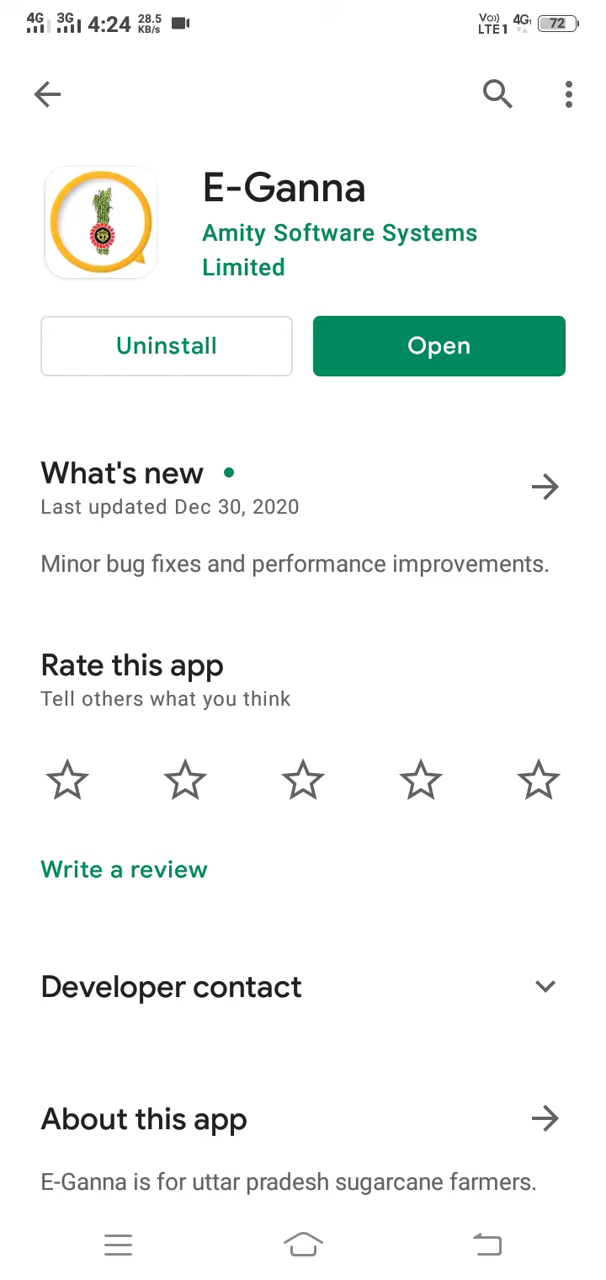 4G 3G 4:24 28.5 KB/s Vo)) LTE1 4G 72
E-Ganna
Amity Software Systems
Limited
Uninstall Open
What's new
Last updated Dec 30, 2020
Minor bug fixes and performance improvements.
Rate this app
Tell others what you think
Write a review
Developer contact
About this app
E-Ganna is for uttar pradesh sugarcane farmers.